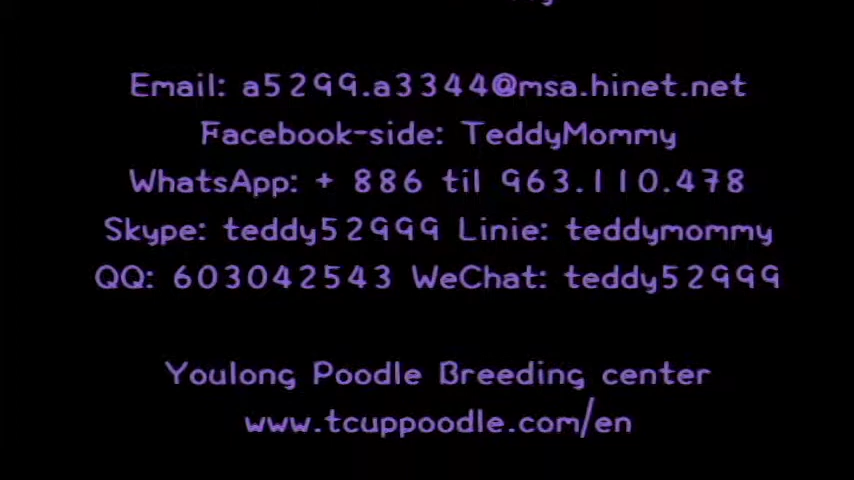 Email: a5299.a3344@msa.hinet.net
Facebook-side: TeddyMommy
WhatsApp: + 886 til 963.110.478
Skype: teddy52999 Linie: teddymommy
QQ: 603042543 WeChat: teddy52999
Youlong Poodle Breeding center
www.tcuppoodle.com/en